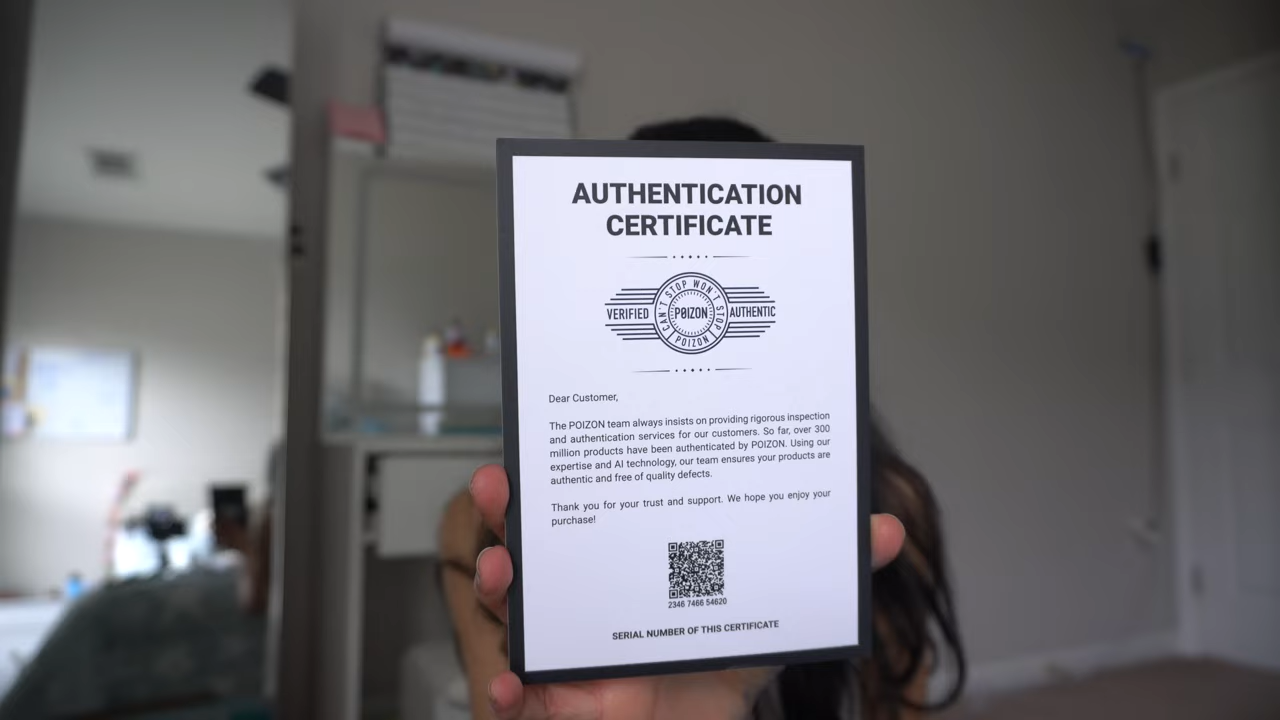 AUTHENTICATION
CERTIFICATE
CAN'T STOP WON'T STOP
VERIFIED
POIZON
AUTHENTIC
POIZON
Dear Customer,
The POIZON team always insists on providing rigorous inspection
and authentication services for our customers. So far, over 300
million products have been authenticated by POIZON. Using our
expertise and AI technology, our team ensures your products are
authentic and free of quality defects.
Thank you for your trust and support. We hope you enjoy your
purchase!
2346 7466 54620
SERIAL NUMBER OF THIS CERTIFICATE